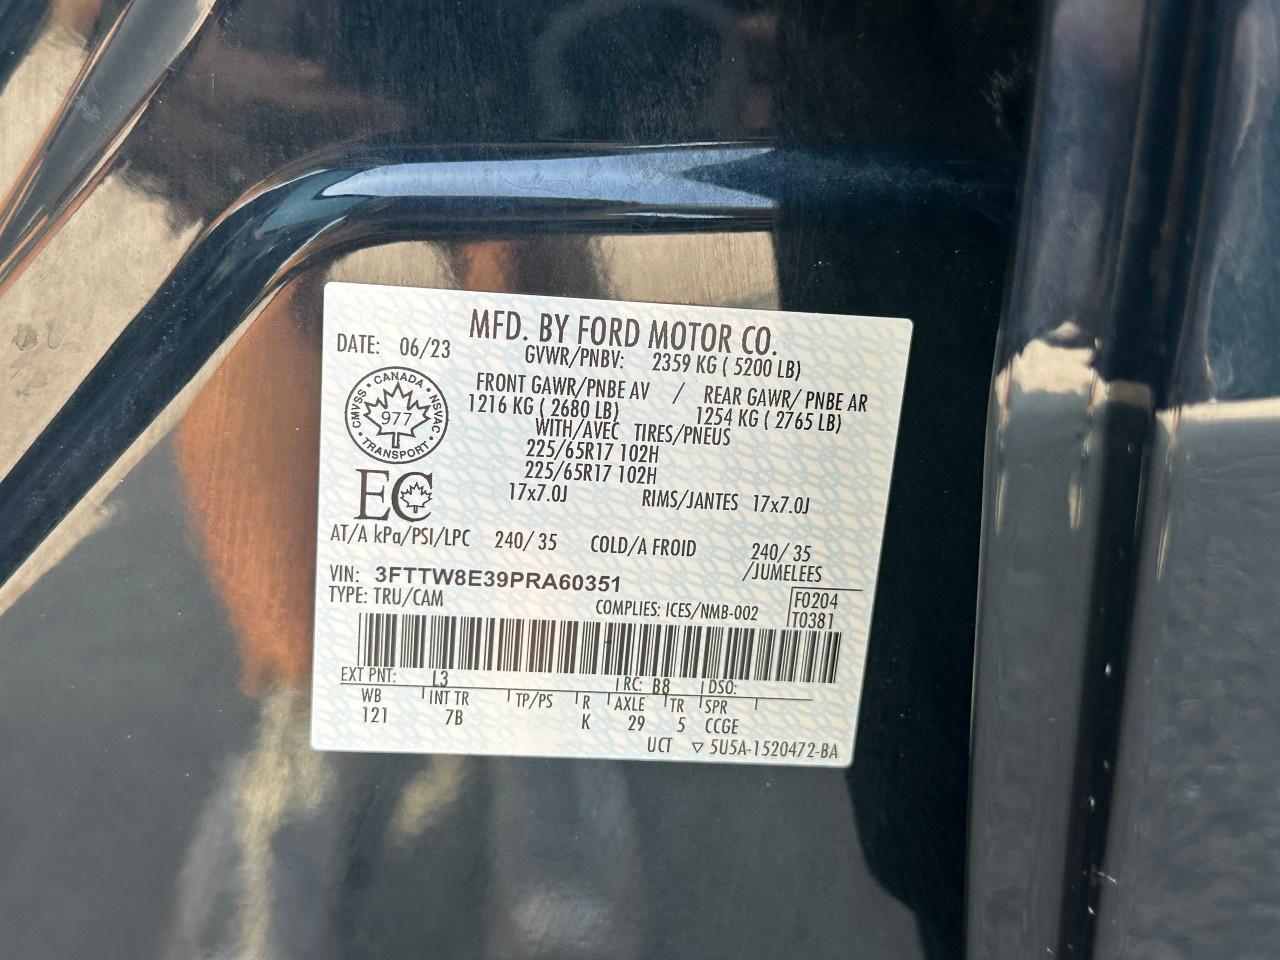 MFD. BY FORD MOTOR CO.
DATE: 06/23
GVWR/PNBV: 2359 KG ( 5200 LB)
FRONT GAWR/PNBE AV / REAR GAWR/ PNBE AR
1216 KG ( 2680 LB) 1254 KG ( 2765 LB)
WITH/AVEC TIRES/PNEUS
225/65R17 102H
225/65R17 102H
17x7.0J RIMS/JANTES 17x7.0J
CANADA
CMVSS 977 NSVAC
TRANSPORT
EC
AT/A kPa/PSI/LPC 240/35 COLD/A FROID 240/35
/JUMELEES
VIN: 3FTTW8E39PRA60351
TYPE: TRU/CAM
COMPLIES: ICES/NMB-002
F0204
T0381
EXT PNT: L3 RC: B8 DSO:
WB INT TR TP/PS R AXLE TR SPR
121 7B K 29 5 CCGE
UCT ▽ 5U5A-1520472-BA